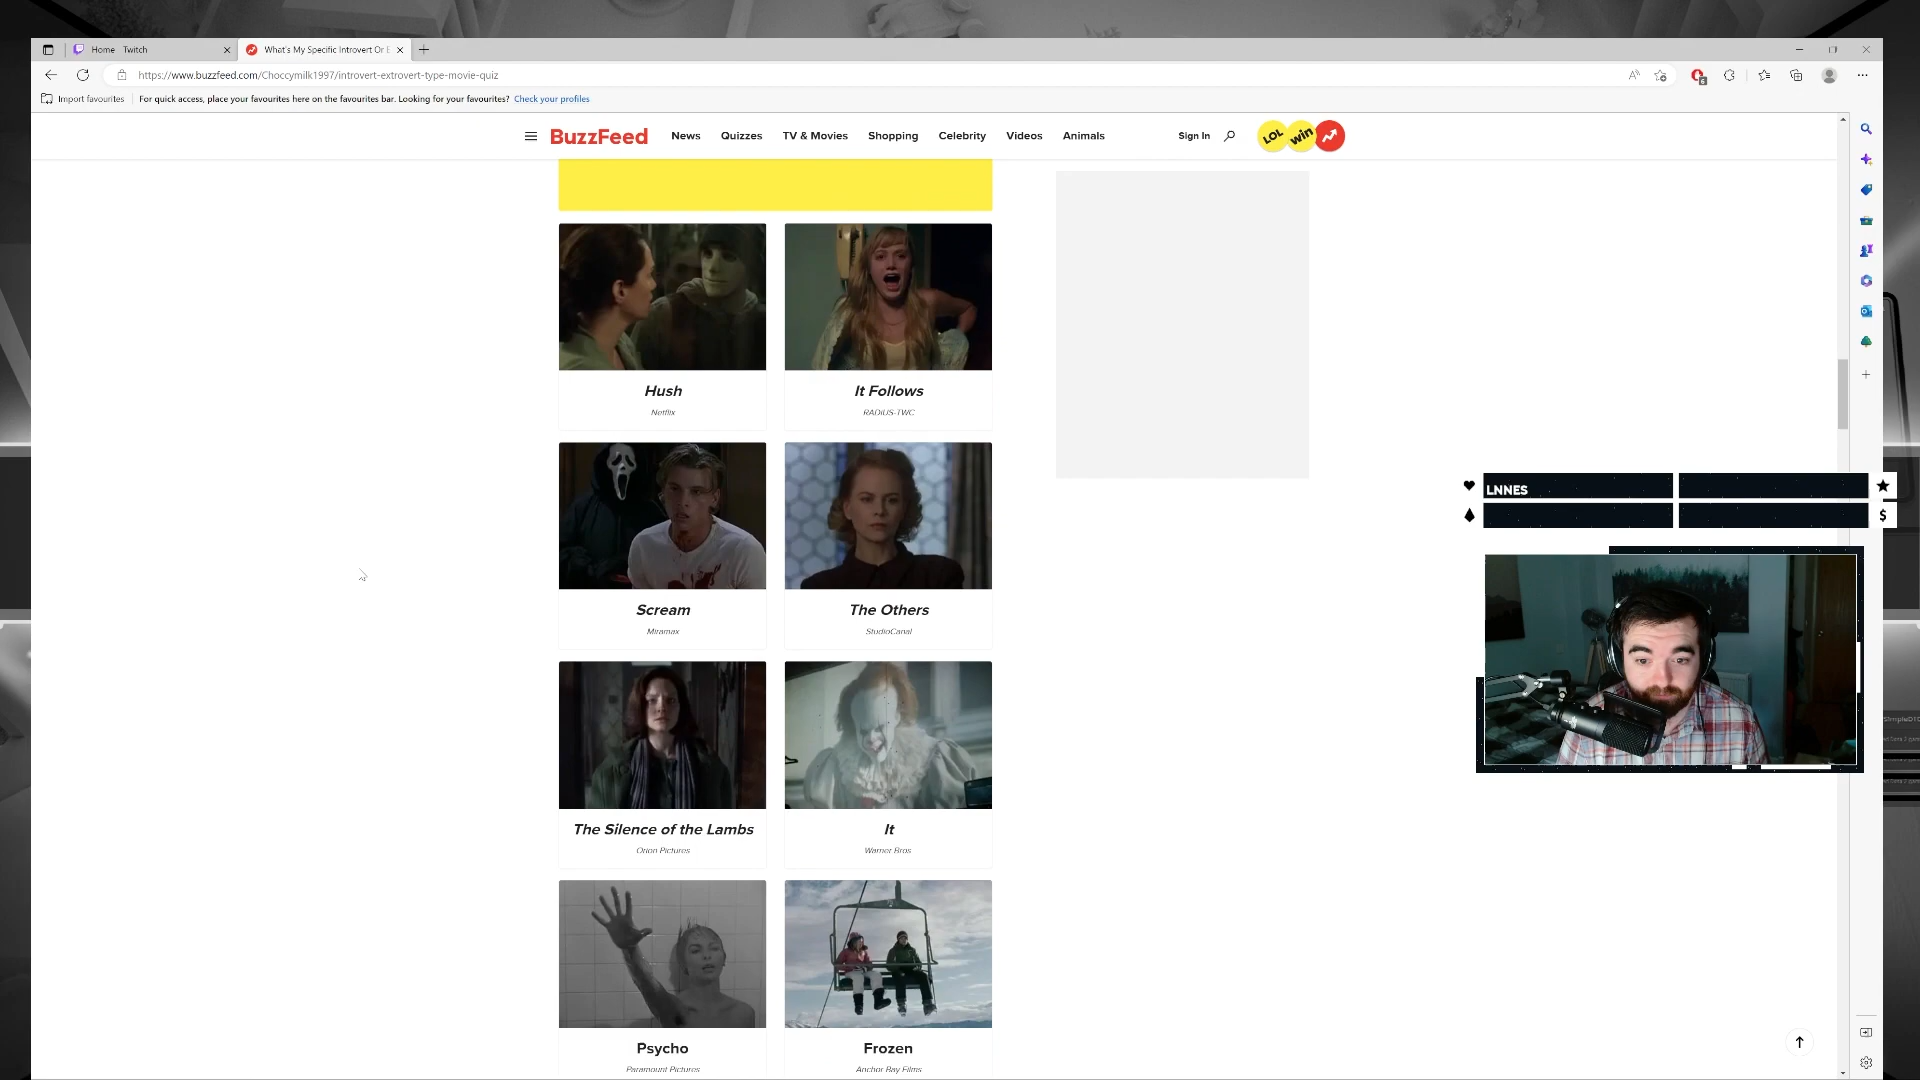 Home Twitch
What's My Specific Introvert Or E
https://www.buzzfeed.com/Choccymilk1997/introvert-extrovert-type-movie-quiz
Import favourites
For quick access, place your favourites here on the favourites bar. Looking for your favourites? Check your profiles
BuzzFeed
News
Quizzes
TV & Movies
Shopping
Celebrity
Videos
Animals
Sign In
LOL
win
Hush
Netflix
It Follows
RADiUS-TWC
Scream
Miramax
The Others
StudioCanal
LNNES
$
The Silence of the Lambs
Orion Pictures
It
Warner Bros
Psycho
Paramount Pictures
Frozen
Anchor Bay Films